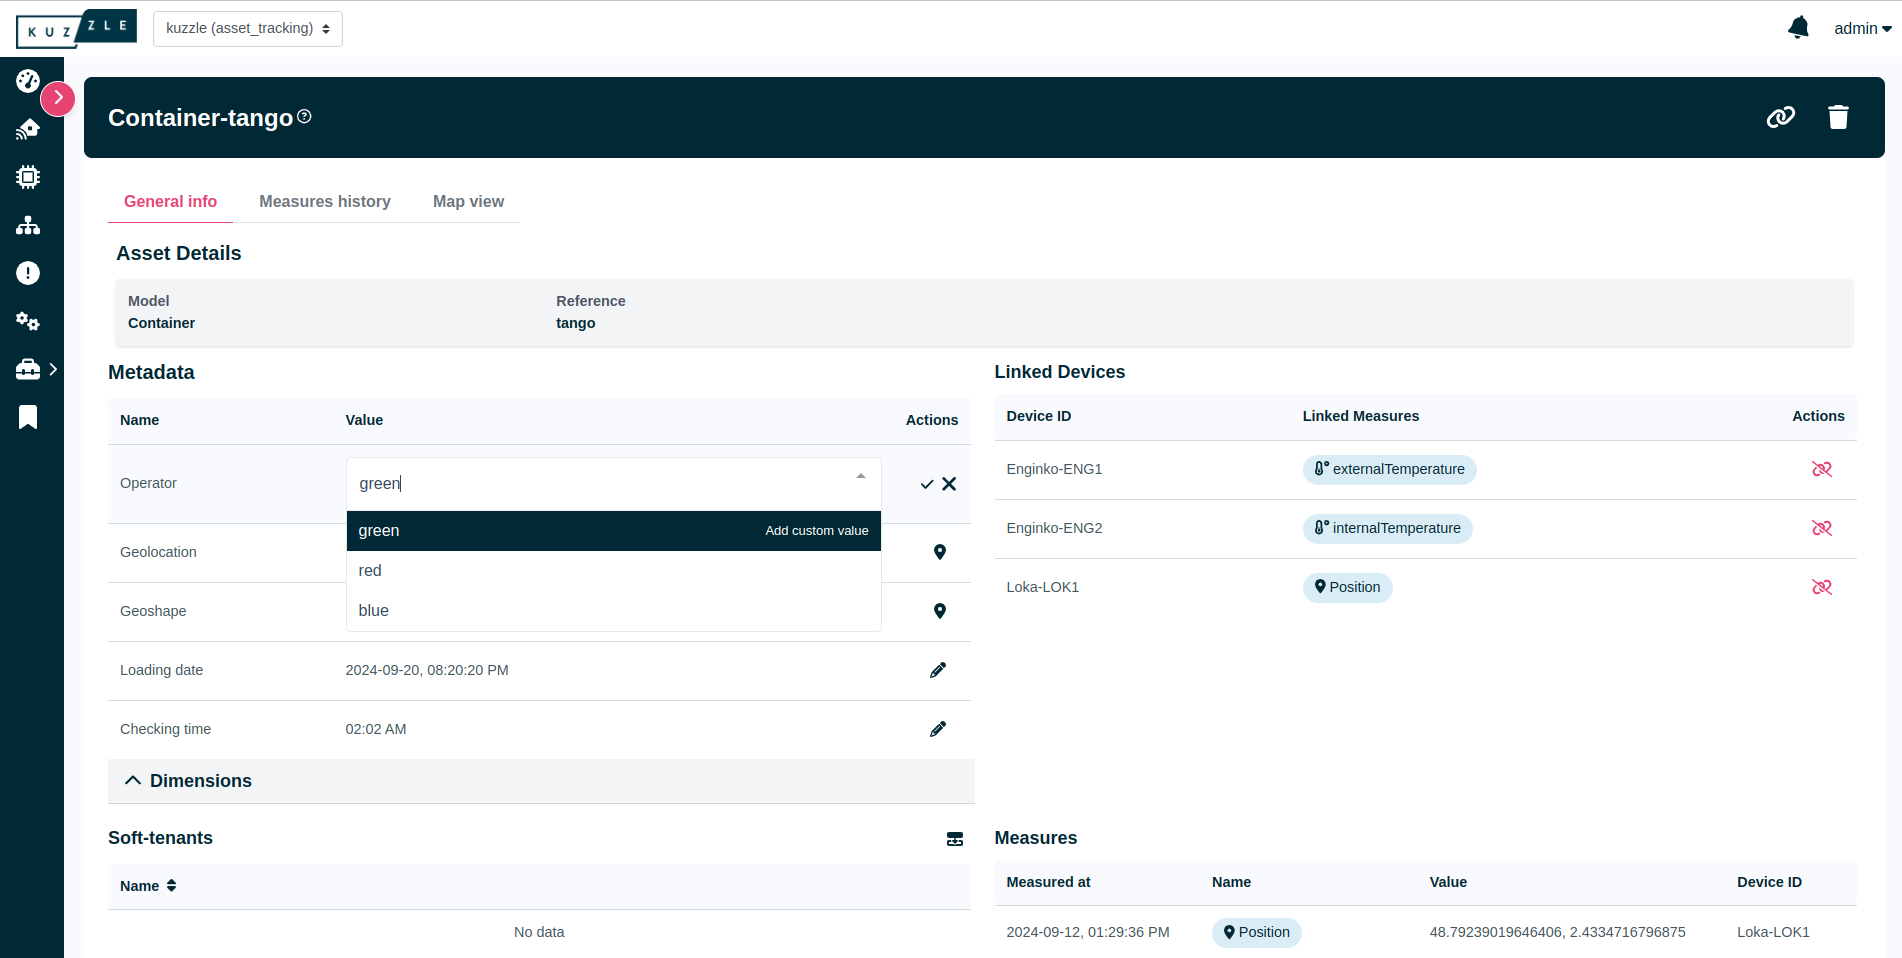 KUZZLE
kuzzle (asset_tracking)
admin
Container-tango
General info
Measures history
Map view
Asset Details
Model
Reference
Container
tango
Metadata
Name
Value
Actions
Operator
green
green
Add custom value
red
blue
Geolocation
Geoshape
Loading date
2024-09-20, 08:20:20 PM
Checking time
02:02 AM
Dimensions
Linked Devices
Device ID
Linked Measures
Actions
Enginko-ENG1
externalTemperature
Enginko-ENG2
internalTemperature
Loka-LOK1
Position
Soft-tenants
Name
No data
Measures
Measured at
Name
Value
Device ID
2024-09-12, 01:29:36 PM
Position
48.79239019646406, 2.4334716796875
Loka-LOK1